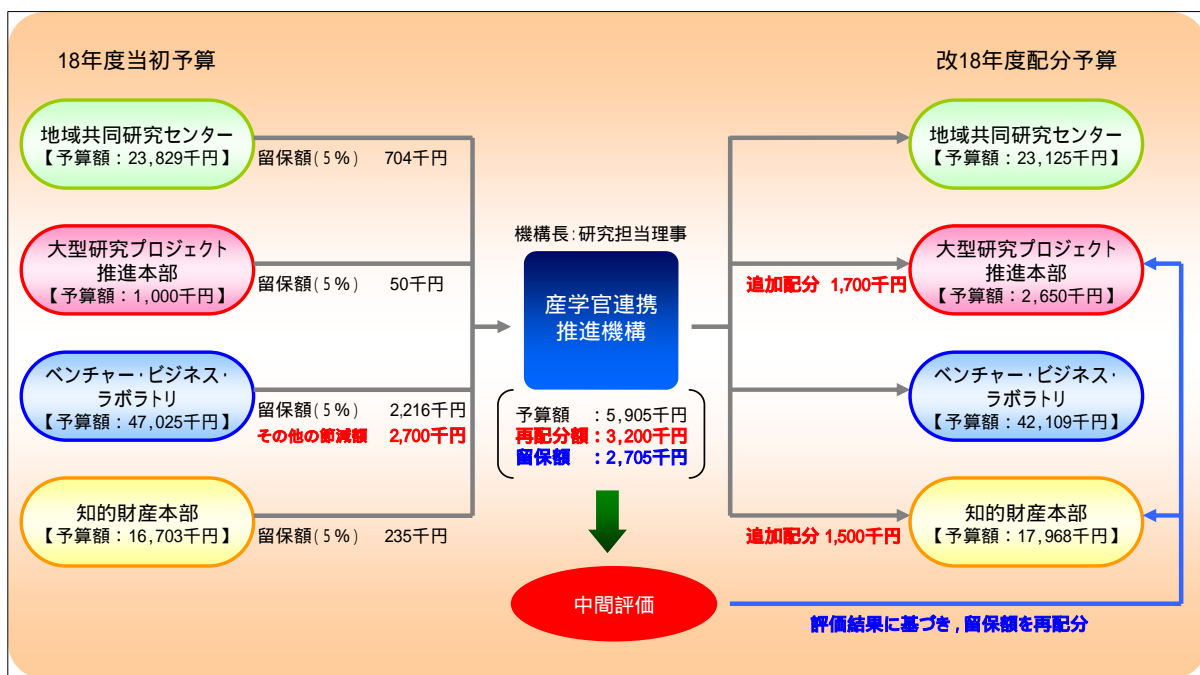 18年度当初予算
地域共同研究センター
【予算額：23,829千円】
留保額(5%) 704千円
大型研究プロジェクト
推進本部
【予算額：1,000千円】
留保額(5%) 50千円
ベンチャー・ビジネス・
ラボラトリ
【予算額：47,025千円】
留保額(5%) 2,216千円
その他の節減額 2,700千円
知的財産本部
【予算額：16,703千円】
留保額(5%) 235千円
機構長：研究担当理事
産学官連携
推進機構
予算額 ：5,905千円
再配分額：3,200千円
留保額 ：2,705千円
中間評価
改18年度配分予算
地域共同研究センター
【予算額：23,125千円】
追加配分 1,700千円
大型研究プロジェクト
推進本部
【予算額：2,650千円】
ベンチャー・ビジネス・
ラボラトリ
【予算額：42,109千円】
追加配分 1,500千円
知的財産本部
【予算額：17,968千円】
評価結果に基づき，留保額を再配分